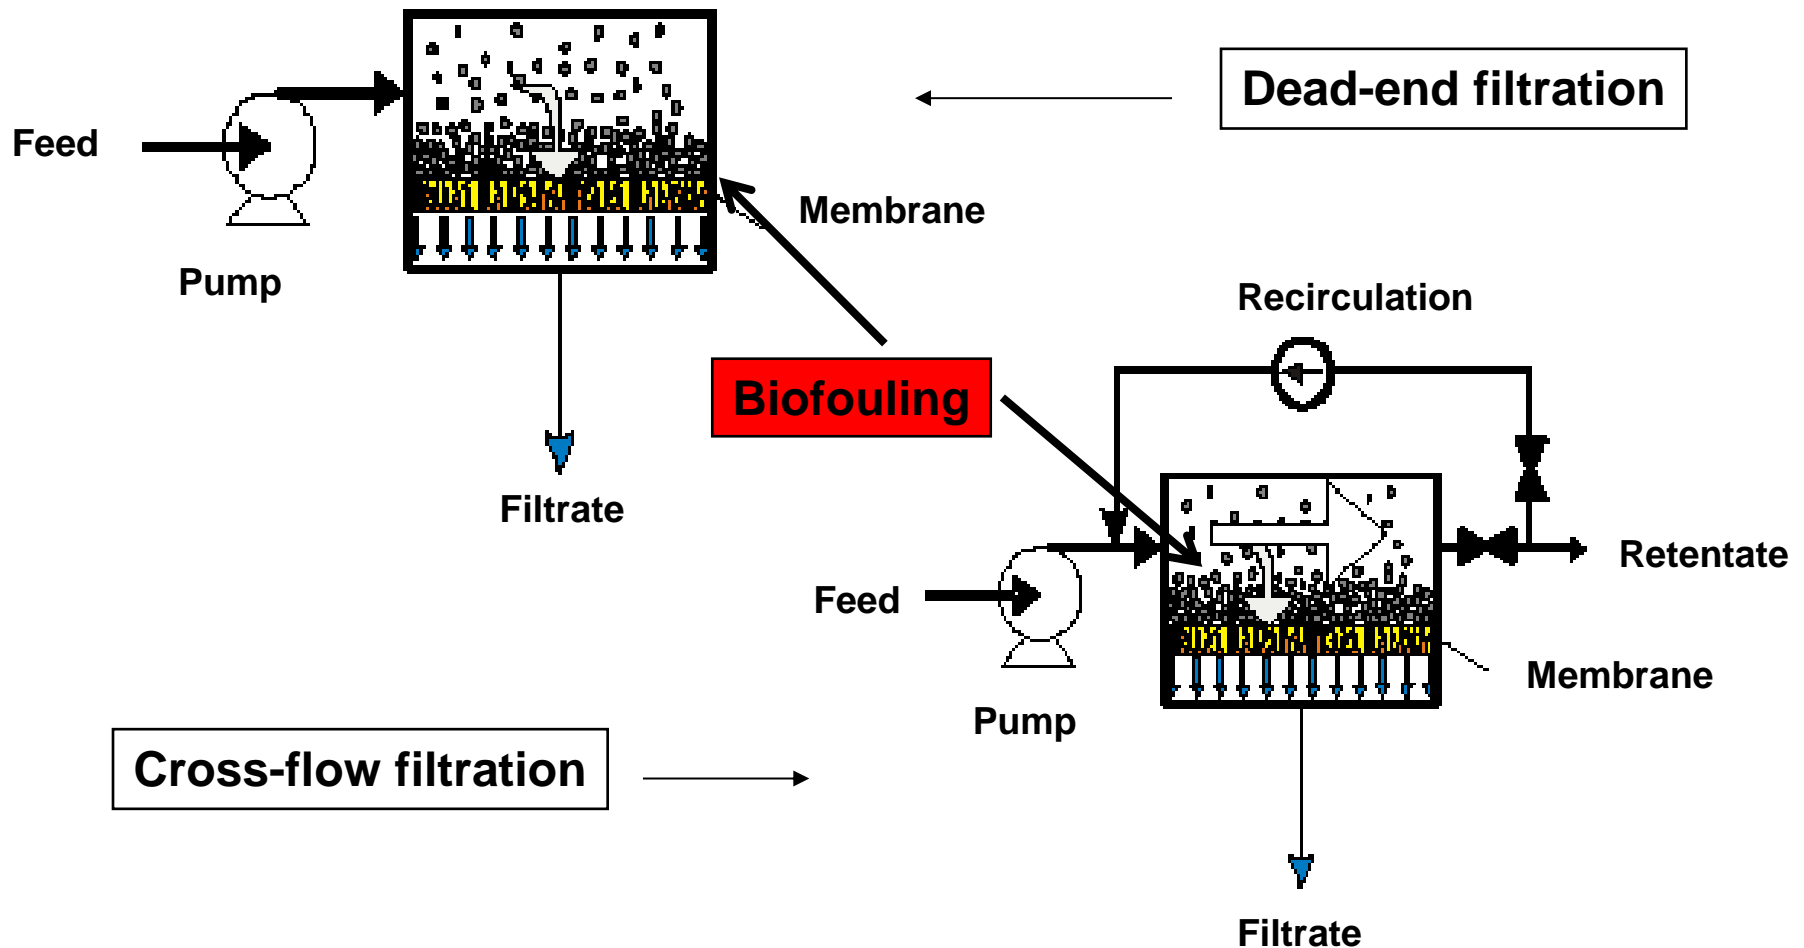 Dead-end filtration
Feed
Membrane
Pump
Recirculation
Biofouling
Filtrate
Retentate
Feed
Membrane
Pump
Cross-flow filtration
Filtrate